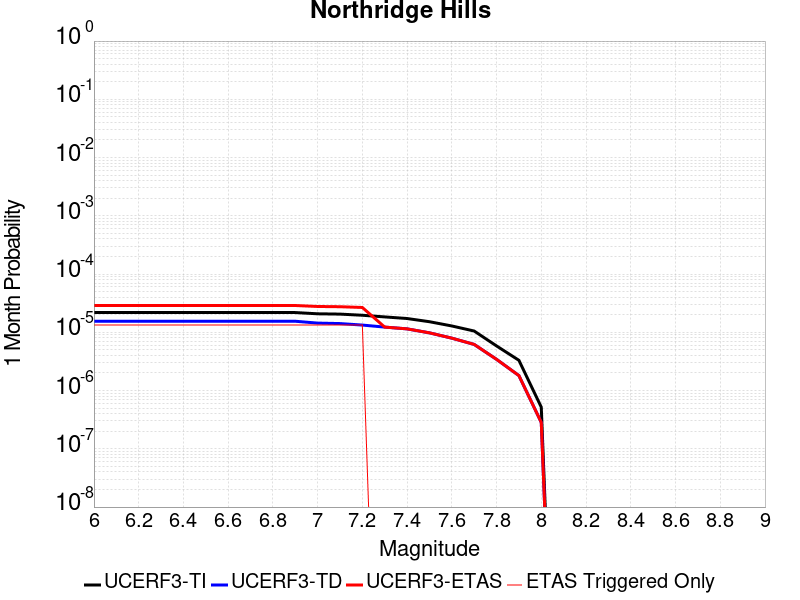 Northridge Hills
10^0
10^-1
10^-2
10^-3
10^-4
10^-5
10^-6
10^-7
10^-8
1 Month Probability
6 6.2 6.4 6.6 6.8 7 7.2 7.4 7.6 7.8 8 8.2 8.4 8.6 8.8 9
Magnitude
UCERF3-TI UCERF3-TD UCERF3-ETAS ETAS Triggered Only